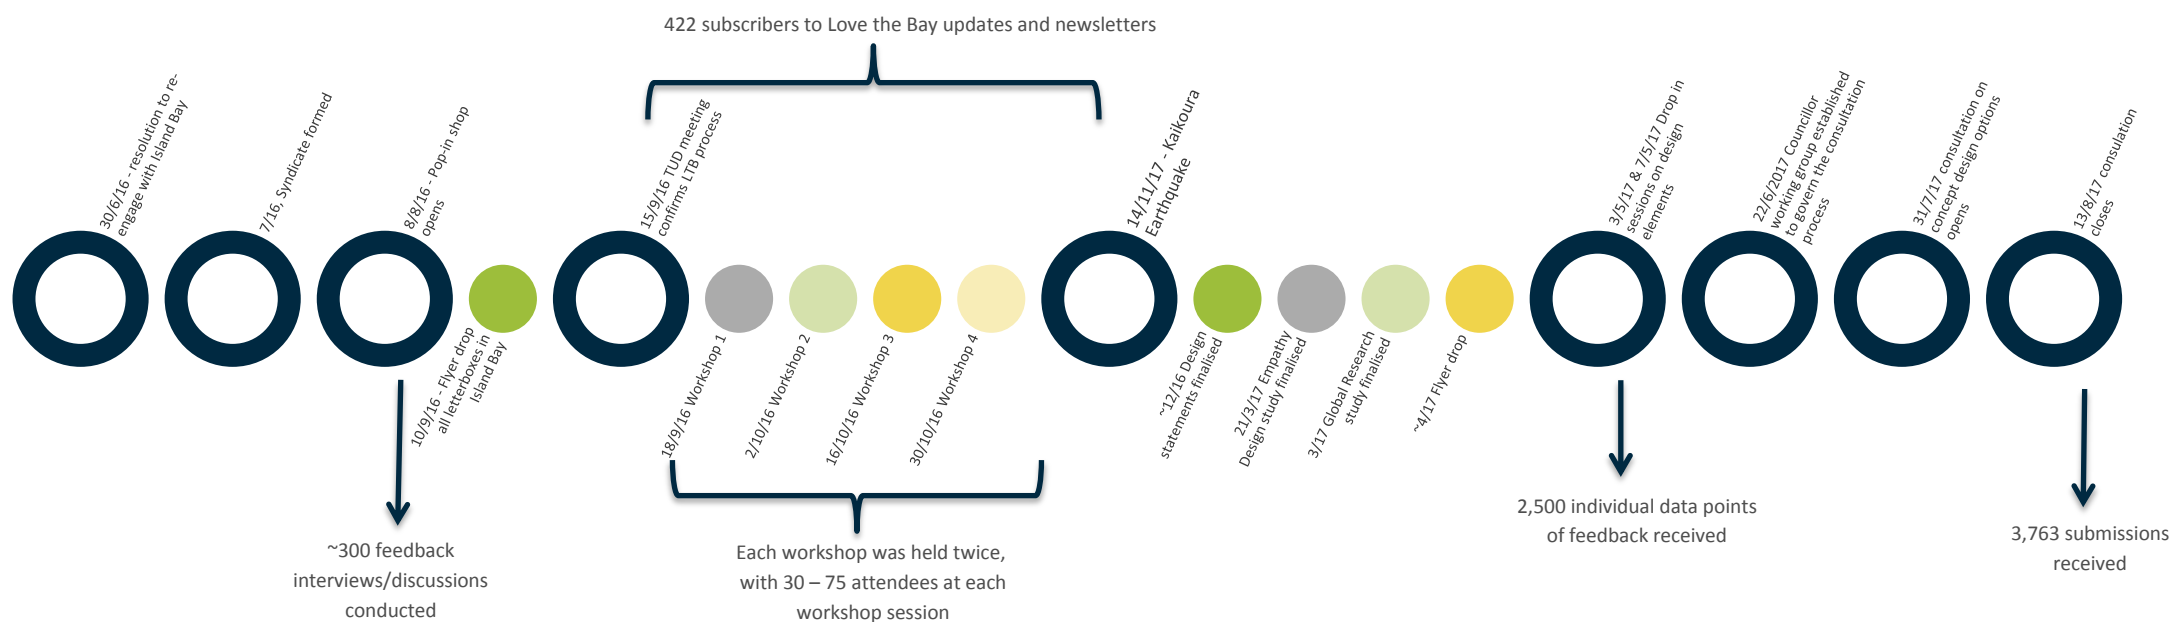 422 subscribers to Love the Bay updates and newsletters
30/6/16 - resolution to re-
engage with Island Bay
7/16, Syndicate formed
8/8/16 - Pop-in shop
opens
10/9/16 - Flyer drop
all letterboxes in
Island Bay
15/9/16 TUD meeting
confirms LTB process
18/9/16 Workshop 1
2/10/16 Workshop 2
16/10/16 Workshop 3
30/10/16 Workshop 4
14/11/17 - Kaikoura
Earthquake
~12/16 Design
statements finalised
21/3/17 Empathy
Design study finalised
3/17 Global Research
study finalised
~4/17 Flyer drop
3/5/17 & 7/5/17 Drop in
sessions on design
elements
22/6/2017 Councillor
working group established
to govern the consultation
process
31/7/17 consultation on
concept design options
opens
13/8/17 consulation
closes
~300 feedback
interviews/discussions
conducted
Each workshop was held twice,
with 30 – 75 attendees at each
workshop session
2,500 individual data points
of feedback received
3,763 submissions
received